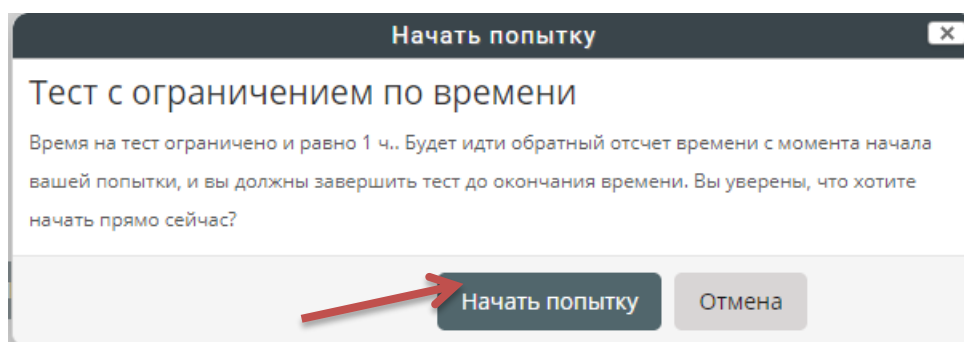 Начать попытку
Тест с ограничением по времени
Время на тест ограничено и равно 1 ч.. Будет идти обратный отсчет времени с момента начала
вашей попытки, и вы должны завершить тест до окончания времени. Вы уверены, что хотите
начать прямо сейчас?
Начать попытку Отмена